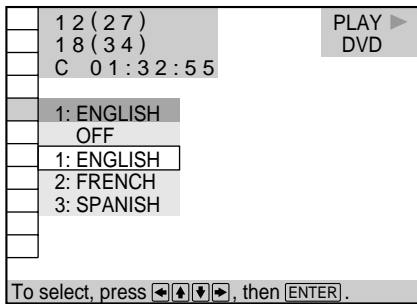 12(27)
18(34)
C 01:32:55
PLAY ▶
DVD
1: ENGLISH
OFF
1: ENGLISH
2: FRENCH
3: SPANISH
To select, press ←↑↓→, then ENTER.